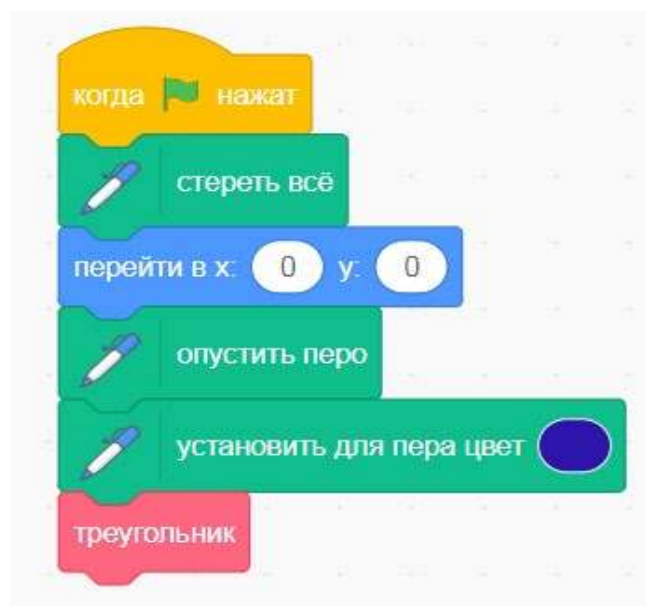 когда нажат
стереть всё
перейти в x: 0 y: 0
опустить перо
установить для пера цвет
треугольник